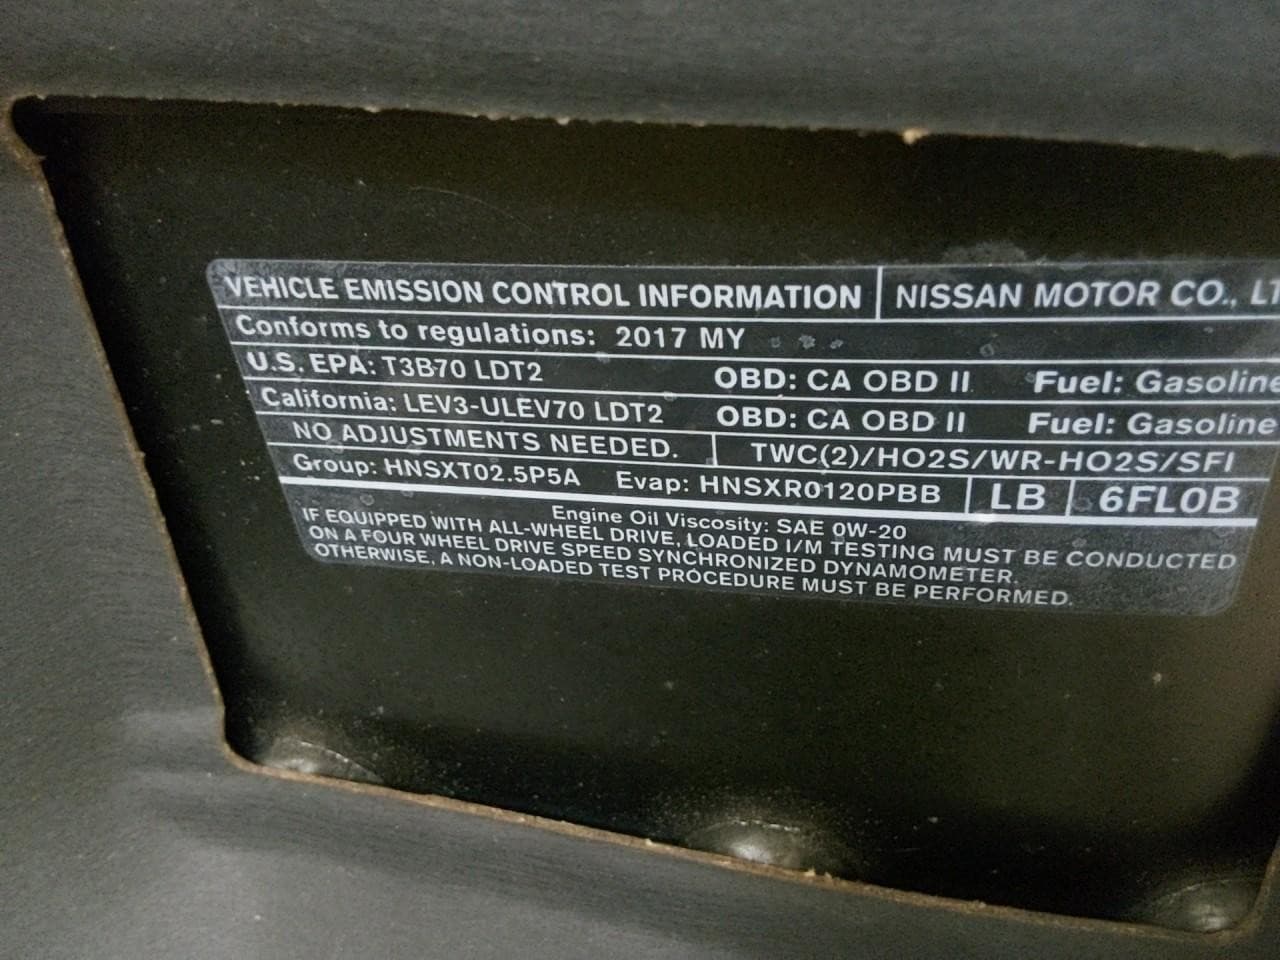 VEHICLE EMISSION CONTROL INFORMATION NISSAN MOTOR CO.,
Conforms to regulations: 2017 MY
U.S. EPA: T3B70 LDT2 OBD: CA OBD II Fuel: Gasoline
California: LEV3-ULEV70 LDT2 OBD: CA OBD II Fuel: Gasoline
NO ADJUSTMENTS NEEDED. TWC(2)/HO2S/WR-HO2S/SFI
Group: HNSXT02.5P5A Evap: HNSXR0120PBB LB 6FL0B
Engine Oil Viscosity: SAE 0W-20
IF EQUIPPED WITH ALL-WHEEL DRIVE, LOADED I/M TESTING MUST BE CONDUCTED
ON A FOUR WHEEL DRIVE SPEED SYNCHRONIZED DYNAMOMETER.
OTHERWISE, A NON-LOADED TEST PROCEDURE MUST BE PERFORMED.